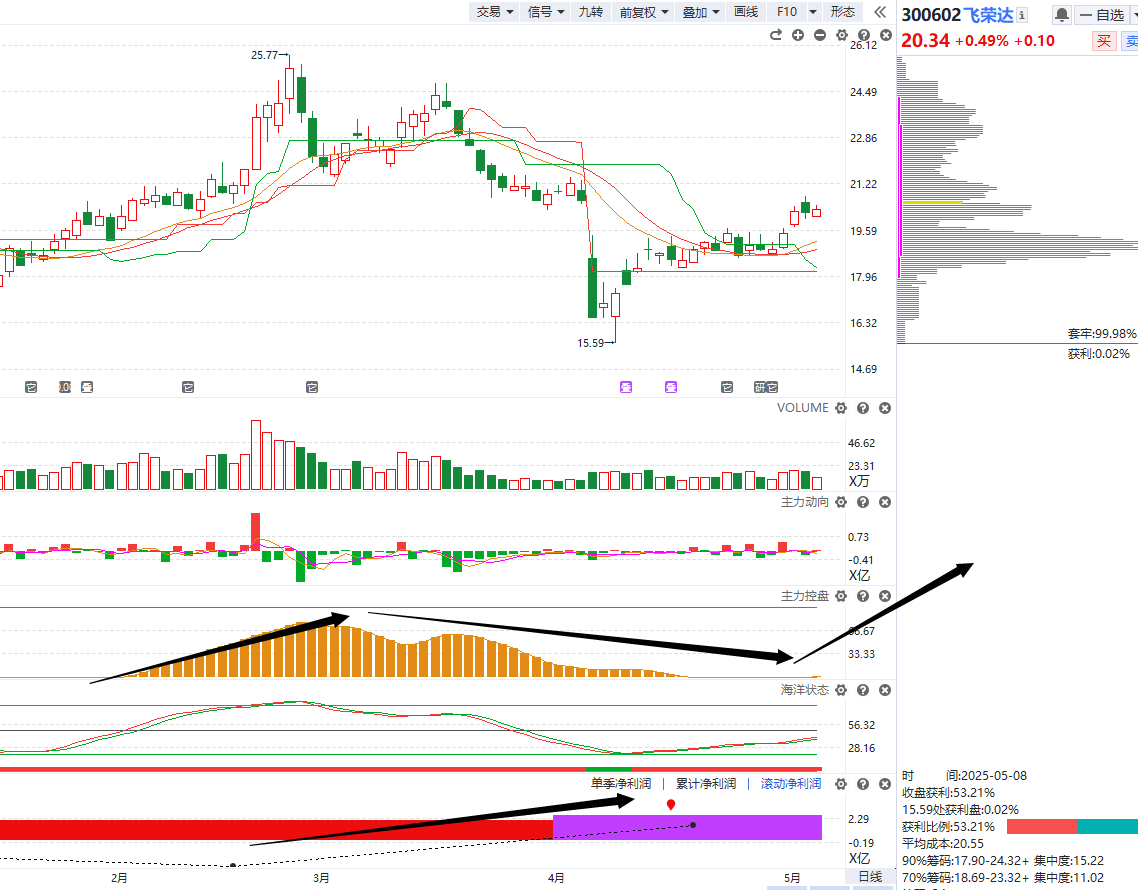 交易 信号 九转 前复权 叠加 画线 F10 形态
300602 飞荣达 自选
20.34 +0.49% +0.10 买 卖
26.12
25.77
24.49
22.86
21.22
19.59
17.96
16.32
15.59
14.69
套牢:99.98%
获利:0.02%
VOLUME
46.62
23.31
X万
主力动向
0.73
-0.41
X亿
主力控盘
33.33
海洋状态
56.32
28.16
单季净利润 | 累计净利润 | 滚动净利润
2.29
-0.19
X亿
2月 3月 4月 5月 日线
时 间:2025-05-08
收盘获利:53.21%
15.59处获利盘:0.02%
获利比例:53.21%
平均成本:20.55
90%筹码:17.90-24.32+ 集中度:15.22
70%筹码:18.69-23.32+ 集中度:11.02